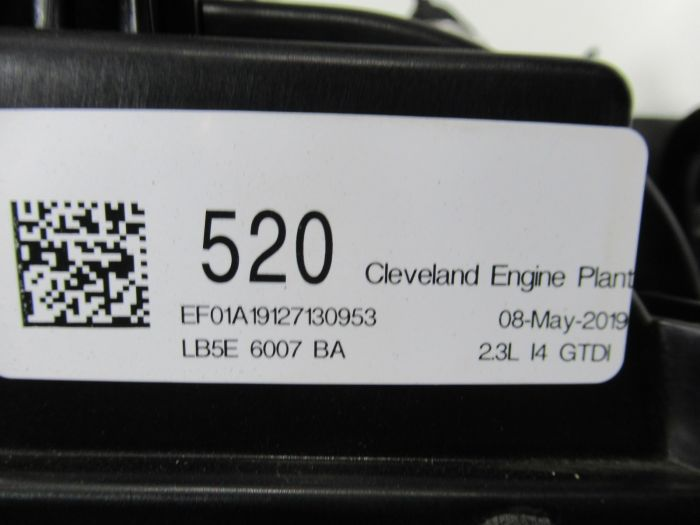 520 Cleveland Engine Plant
EF01A19127130953 08-May-2019
LB5E 6007 BA 2.3L I4 GTDI